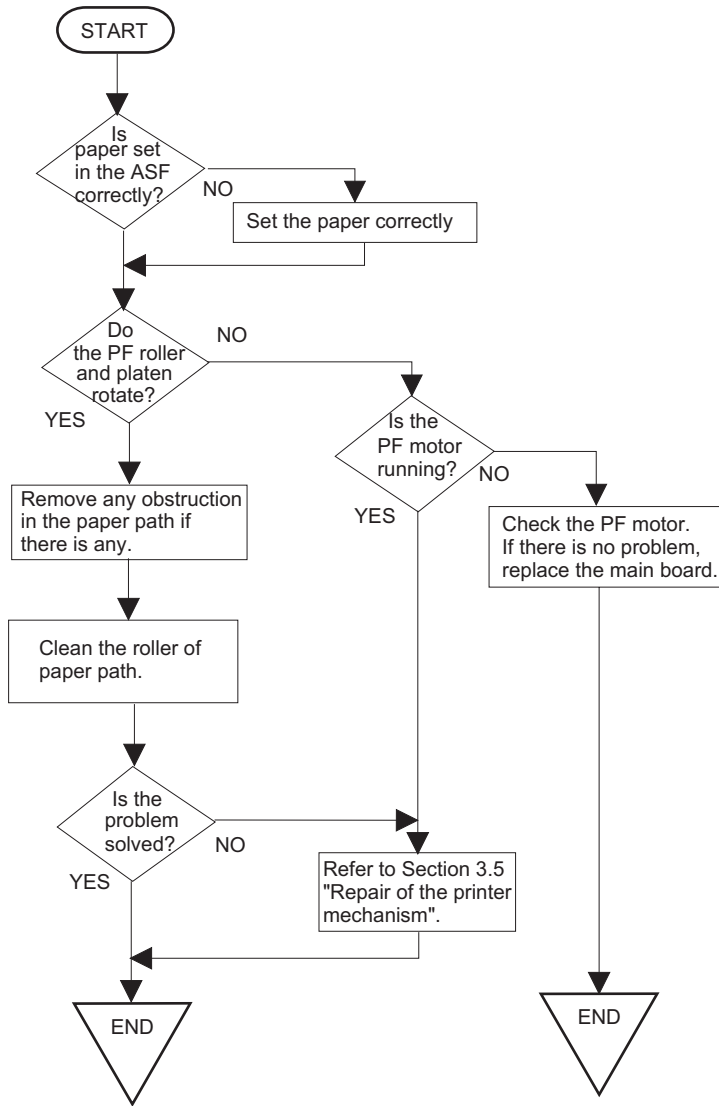 START
Is
paper set
in the ASF
correctly?
NO
Set the paper correctly
Do
the PF roller
and platen
rotate?
NO
YES
Is the
PF motor
running?
NO
YES
Remove any obstruction
in the paper path if
there is any.
Check the PF motor.
If there is no problem,
replace the main board.
Clean the roller of
paper path.
Is the
problem
solved?
NO
YES
Refer to Section 3.5
"Repair of the printer
mechanism".
END
END